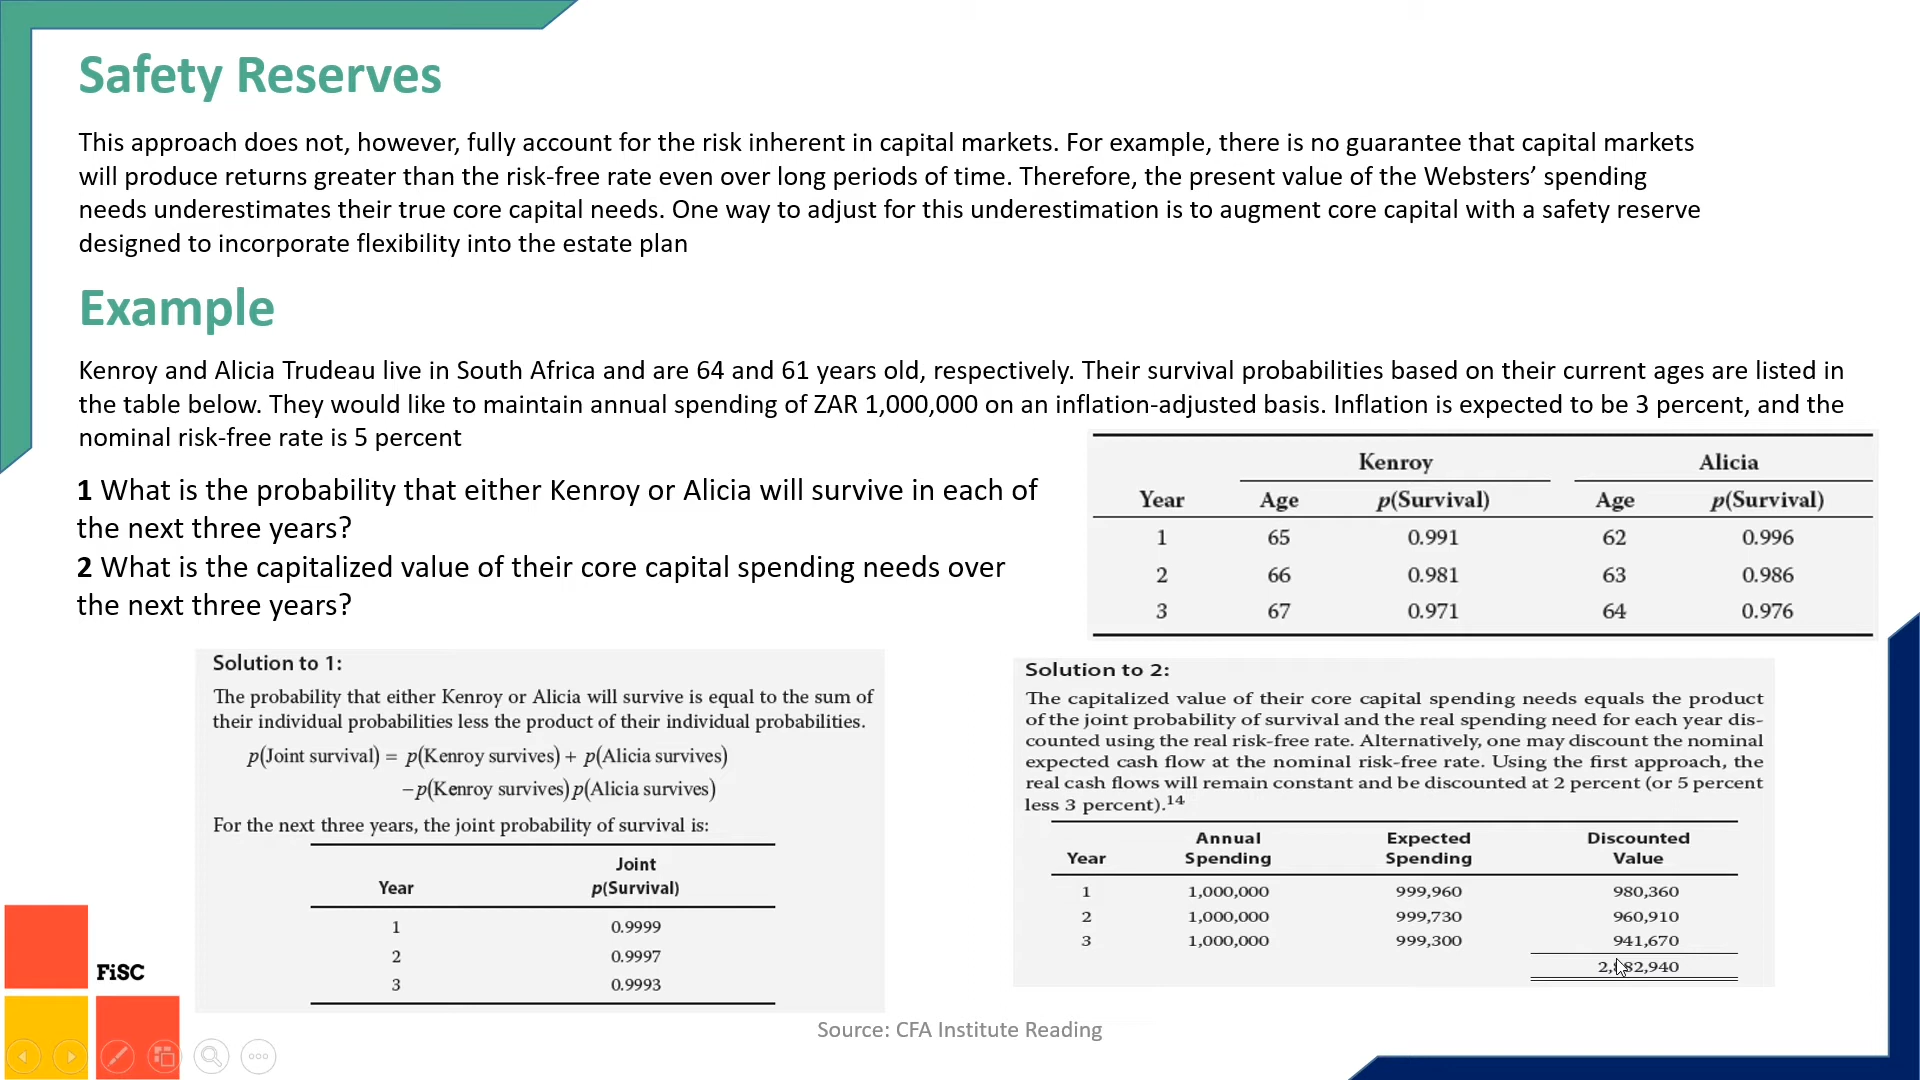 Safety Reserves
This approach does not, however, fully account for the risk inherent in capital markets. For example, there is no guarantee that capital markets
will produce returns greater than the risk-free rate even over long periods of time. Therefore, the present value of the Websters’ spending
needs underestimates their true core capital needs. One way to adjust for this underestimation is to augment core capital with a safety reserve
designed to incorporate flexibility into the estate plan
Example
Kenroy and Alicia Trudeau live in South Africa and are 64 and 61 years old, respectively. Their survival probabilities based on their current ages are listed in
the table below. They would like to maintain annual spending of ZAR 1,000,000 on an inflation-adjusted basis. Inflation is expected to be 3 percent, and the
nominal risk-free rate is 5 percent
1 What is the probability that either Kenroy or Alicia will survive in each of
the next three years?
2 What is the capitalized value of their core capital spending needs over
the next three years?
Kenroy Alicia
Year Age p(Survival) Age p(Survival)
1 65 0.991 62 0.996
2 66 0.981 63 0.986
3 67 0.971 64 0.976
Solution to 1:
The probability that either Kenroy or Alicia will survive is equal to the sum of
their individual probabilities less the product of their individual probabilities.
p(Joint survival) = p(Kenroy survives) + p(Alicia survives)
−p(Kenroy survives)p(Alicia survives)
For the next three years, the joint probability of survival is:
Joint
Year p(Survival)
1 0.9999
2 0.9997
3 0.9993
Solution to 2:
The capitalized value of their core capital spending needs equals the product
of the joint probability of survival and the real spending need for each year dis-
counted using the real risk-free rate. Alternatively, one may discount the nominal
expected cash flow at the nominal risk-free rate. Using the first approach, the
real cash flows will remain constant and be discounted at 2 percent (or 5 percent
less 3 percent).14
Annual Expected Discounted
Year Spending Spending Value
1 1,000,000 999,960 980,360
2 1,000,000 999,730 960,910
3 1,000,000 999,300 941,670
FiSC
Source: CFA Institute Reading